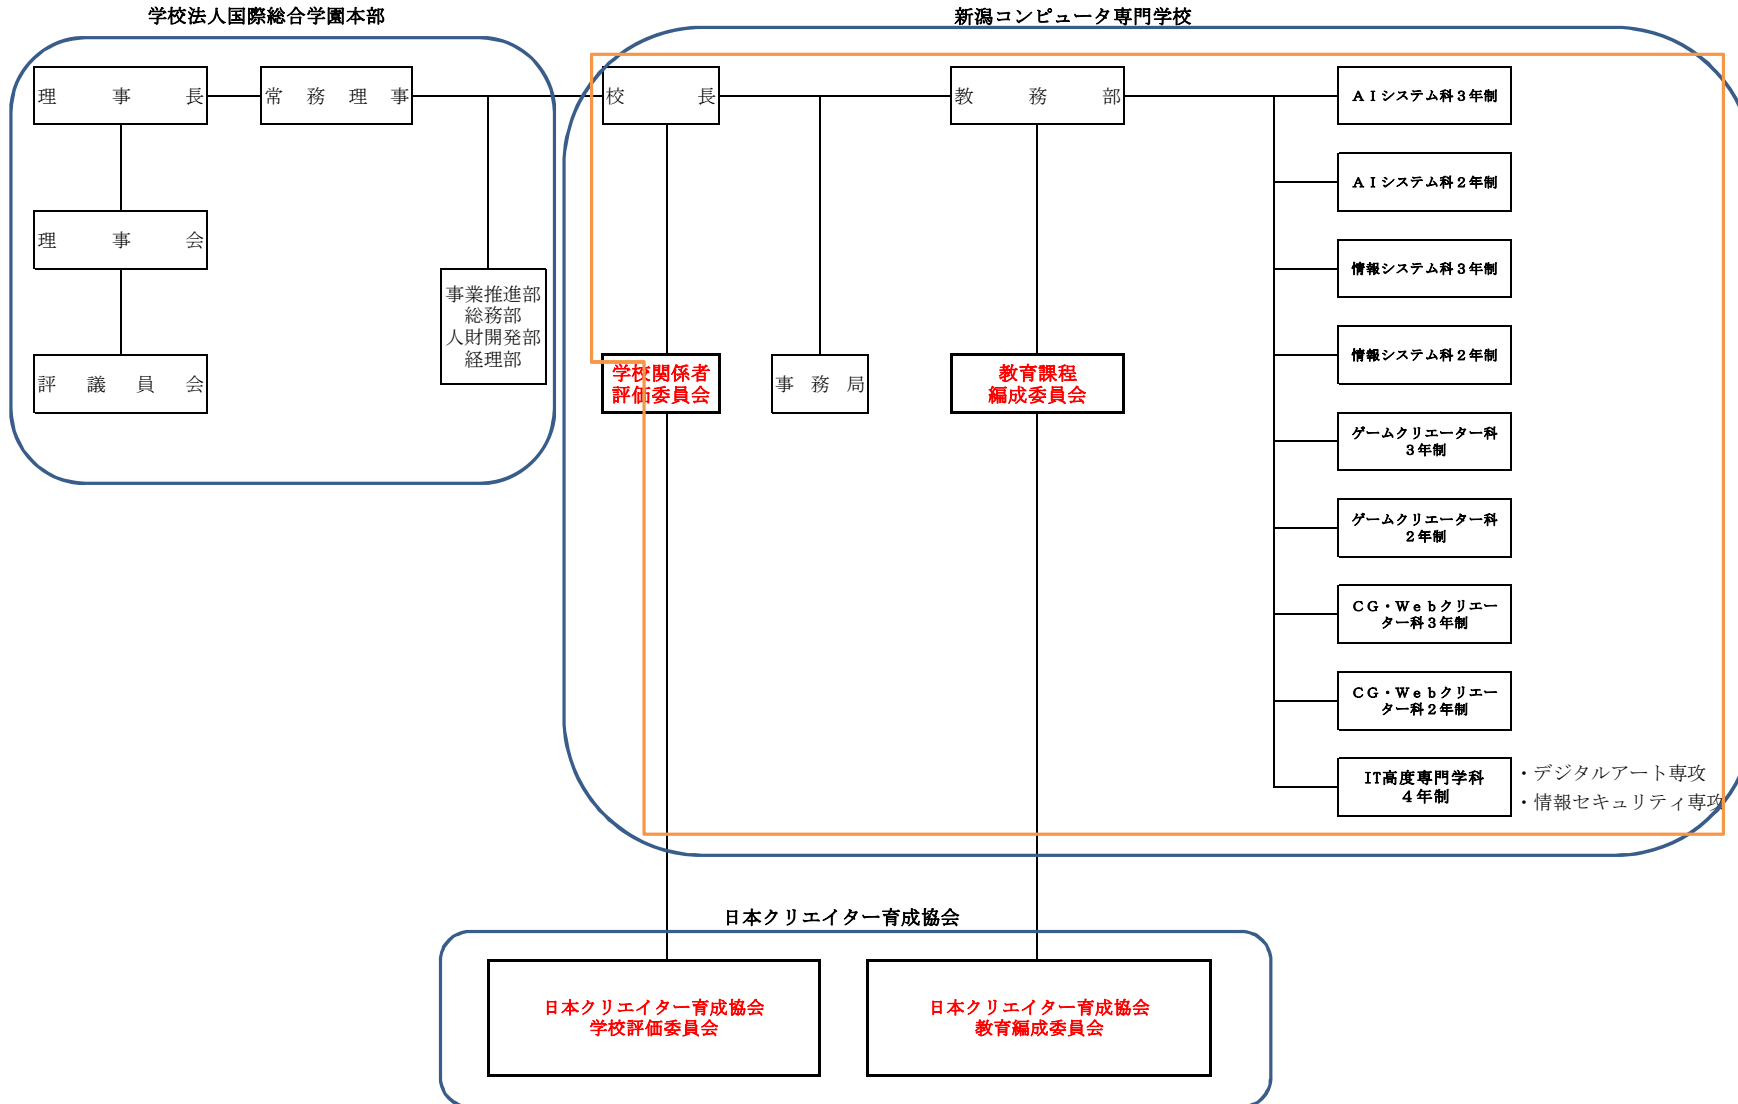 学校法人国際総合学園本部
新潟コンピュータ専門学校
理事長
常務理事
校長
教務部
ＡＩシステム科３年制
ＡＩシステム科２年制
理事会
情報システム科３年制
事業推進部
総務部
人財開発部
経理部
情報システム科２年制
評議員会
学校関係者
評価委員会
事務局
教育課程
編成委員会
ゲームクリエーター科
３年制
ゲームクリエーター科
２年制
ＣＧ・Ｗｅｂクリエー
ター科３年制
ＣＧ・Ｗｅｂクリエー
ター科２年制
IT高度専門学科
４年制
・デジタルアート専攻
・情報セキュリティ専攻
日本クリエイター育成協会
日本クリエイター育成協会
学校評価委員会
日本クリエイター育成協会
教育編成委員会